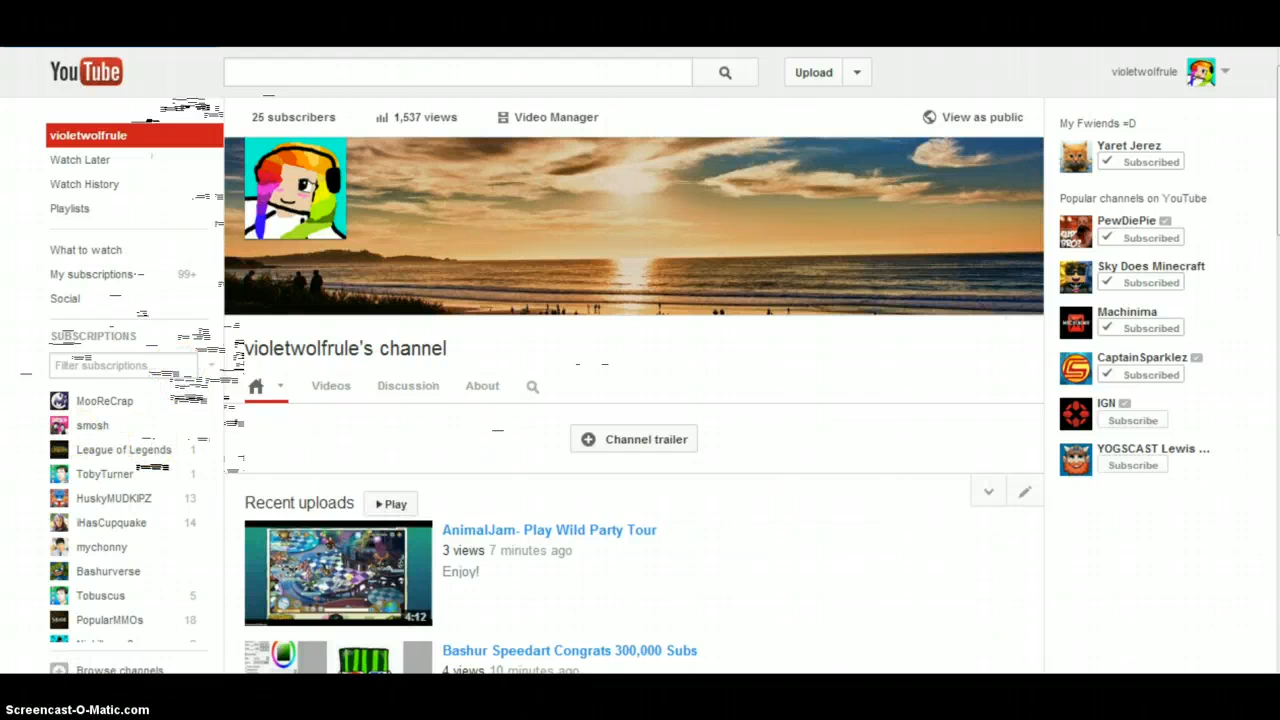 YouTube
Upload
violetwolfrule
25 subscribers
1,537 views
Video Manager
View as public
violetwolfrule
Watch Later
Watch History
Playlists
What to watch
My subscriptions 99+
Social
SUBSCRIPTIONS
Filter subscriptions
MooReCrap
smosh
League of Legends 1
TobyTurner 1
HuskyMUDKIPZ 13
iHasCupquake 14
mychonny
Bashurverse
Tobuscus 5
PopularMMOs 18
Browse channels
violetwolfrule's channel
Videos
Discussion
About
Channel trailer
Recent uploads
Play
AnimalJam- Play Wild Party Tour
3 views 7 minutes ago
Enjoy!
4:12
Bashur Speedart Congrats 300,000 Subs
4 views 10 minutes ago
My Fwiends =D
Yaret Jerez
Subscribed
Popular channels on YouTube
PewDiePie
Subscribed
Sky Does Minecraft
Subscribed
Machinima
Subscribed
CaptainSparklez
Subscribed
IGN
Subscribe
YOGSCAST Lewis ...
Subscribe
Screencast-O-Matic.com